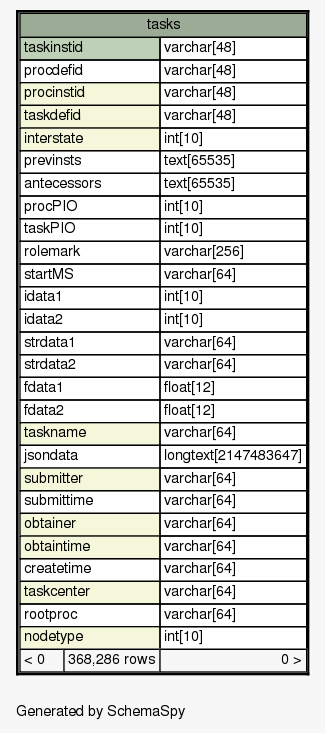 tasks
taskinstid varchar[48]
procdefid varchar[48]
procinstid varchar[48]
taskdefid varchar[48]
interstate int[10]
previnsts text[65535]
antecessors text[65535]
procPIO int[10]
taskPIO int[10]
rolemark varchar[256]
startMS varchar[64]
idata1 int[10]
idata2 int[10]
strdata1 varchar[64]
strdata2 varchar[64]
fdata1 float[12]
fdata2 float[12]
taskname varchar[64]
jsondata longtext[2147483647]
submitter varchar[64]
submittime varchar[64]
obtainer varchar[64]
obtaintime varchar[64]
createtime varchar[64]
taskcenter varchar[64]
rootproc varchar[64]
nodetype int[10]
< 0 368,286 rows 0 >
Generated by SchemaSpy